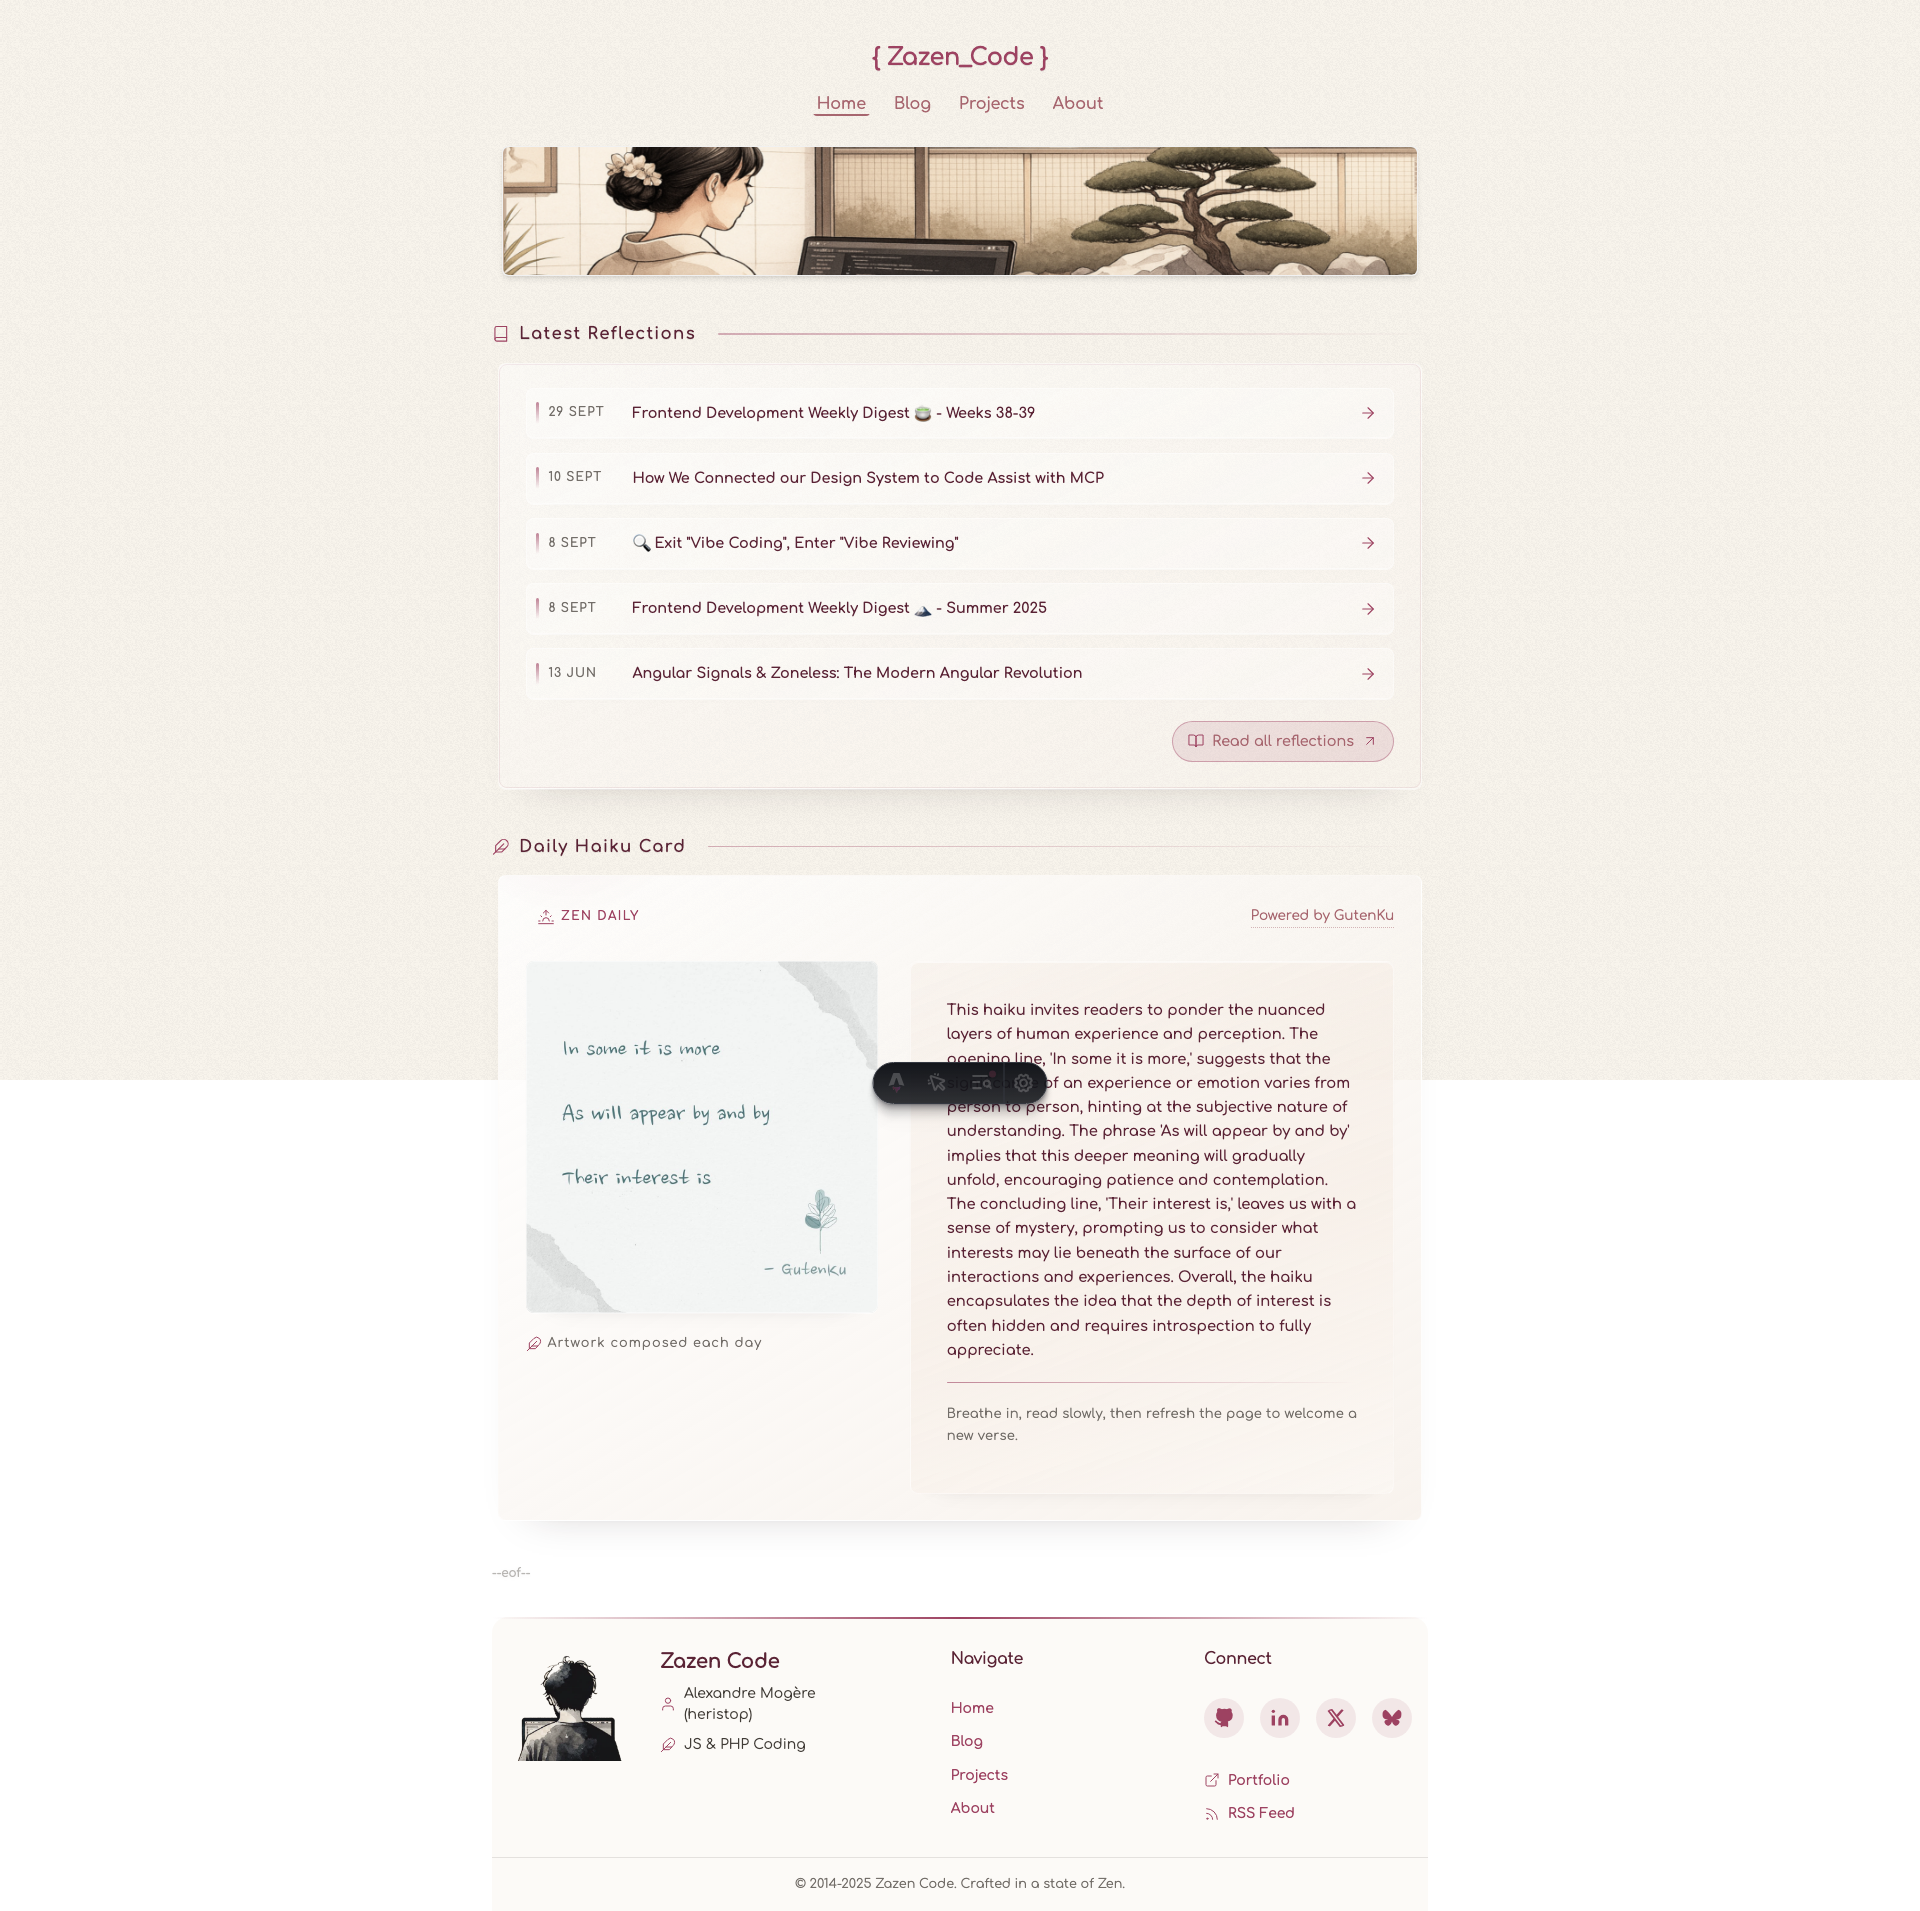 { Zazen_Code }
Home Blog Projects About
Latest Reflections
29 SEPT Frontend Development Weekly Digest 🍵 - Weeks 38-39
10 SEPT How We Connected our Design System to Code Assist with MCP
8 SEPT 🔍 Exit "Vibe Coding", Enter "Vibe Reviewing"
8 SEPT Frontend Development Weekly Digest 🏔️ - Summer 2025
13 JUN Angular Signals & Zoneless: The Modern Angular Revolution
Read all reflections
Daily Haiku Card
ZEN DAILY
Powered by GutenKu
In some it is more
As will appear by and by
Their interest is
— GutenKu
Artwork composed each day
This haiku invites readers to ponder the nuanced
layers of human experience and perception. The
opening line, 'In some it is more,' suggests that the
of an experience or emotion varies from
person to person, hinting at the subjective nature of
understanding. The phrase 'As will appear by and by'
implies that this deeper meaning will gradually
unfold, encouraging patience and contemplation.
The concluding line, 'Their interest is,' leaves us with a
sense of mystery, prompting us to consider what
interests may lie beneath the surface of our
interactions and experiences. Overall, the haiku
encapsulates the idea that the depth of interest is
often hidden and requires introspection to fully
appreciate.
Breathe in, read slowly, then refresh the page to welcome a
new verse.
--eof--
Zazen Code
Alexandre Mogère
(heristop)
JS & PHP Coding
Navigate
Home
Blog
Projects
About
Connect
Portfolio
RSS Feed
© 2014-2025 Zazen Code. Crafted in a state of Zen.